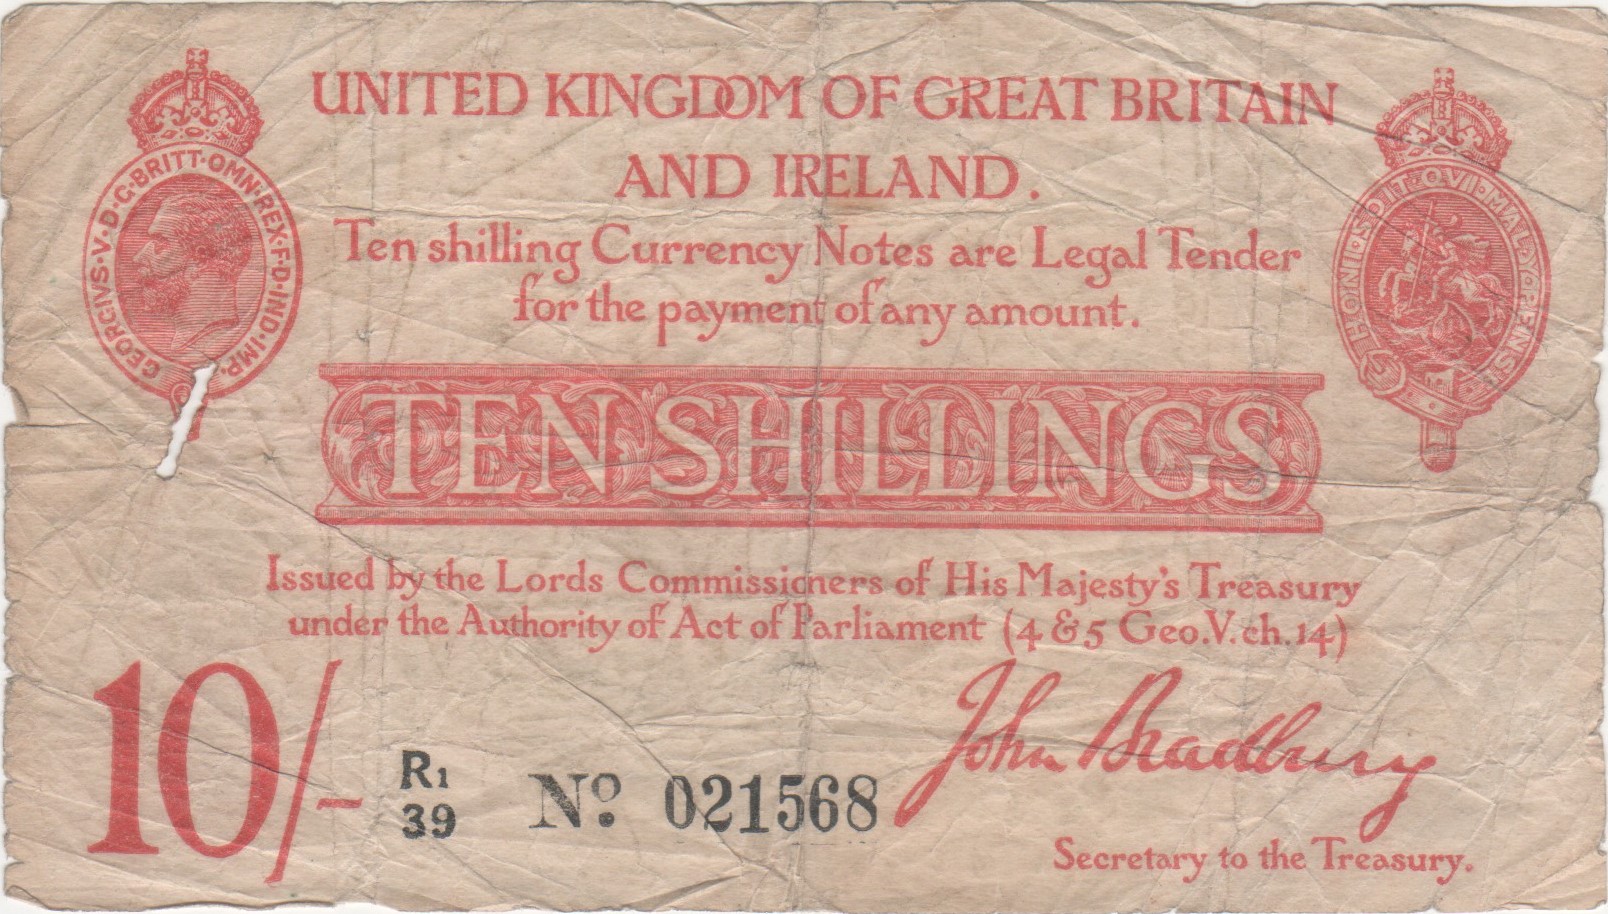 UNITED KINGDOM OF GREAT BRITAIN
AND IRELAND.
GEORGIVS·V·D·G·BRITT·OMN·REX·F·D·IND·IMP·
HONI·SOIT·QVI·MAL·Y·PENSE
Ten shilling Currency Notes are Legal Tender
for the payment of any amount.
TEN SHILLINGS
Issued by the Lords Commissioners of His Majesty's Treasury
under the Authority of Act of Parliament (4 & 5 Geo.V. ch.14)
10/-
R1
39
No. 021568
John Bradbury
Secretary to the Treasury.